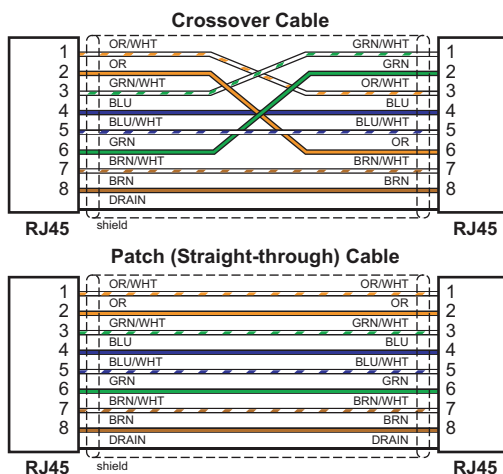 Crossover Cable
1 OR/WHT GRN/WHT 1
2 OR GRN 2
3 GRN/WHT OR/WHT 3
4 BLU BLU 4
5 BLU/WHT BLU/WHT 5
6 GRN OR 6
7 BRN/WHT BRN/WHT 7
8 BRN BRN 8
DRAIN
RJ45 shield RJ45
Patch (Straight-through) Cable
1 OR/WHT OR/WHT 1
2 OR OR 2
3 GRN/WHT GRN/WHT 3
4 BLU BLU 4
5 BLU/WHT BLU/WHT 5
6 GRN GRN 6
7 BRN/WHT BRN/WHT 7
8 BRN BRN 8
DRAIN DRAIN
RJ45 shield RJ45